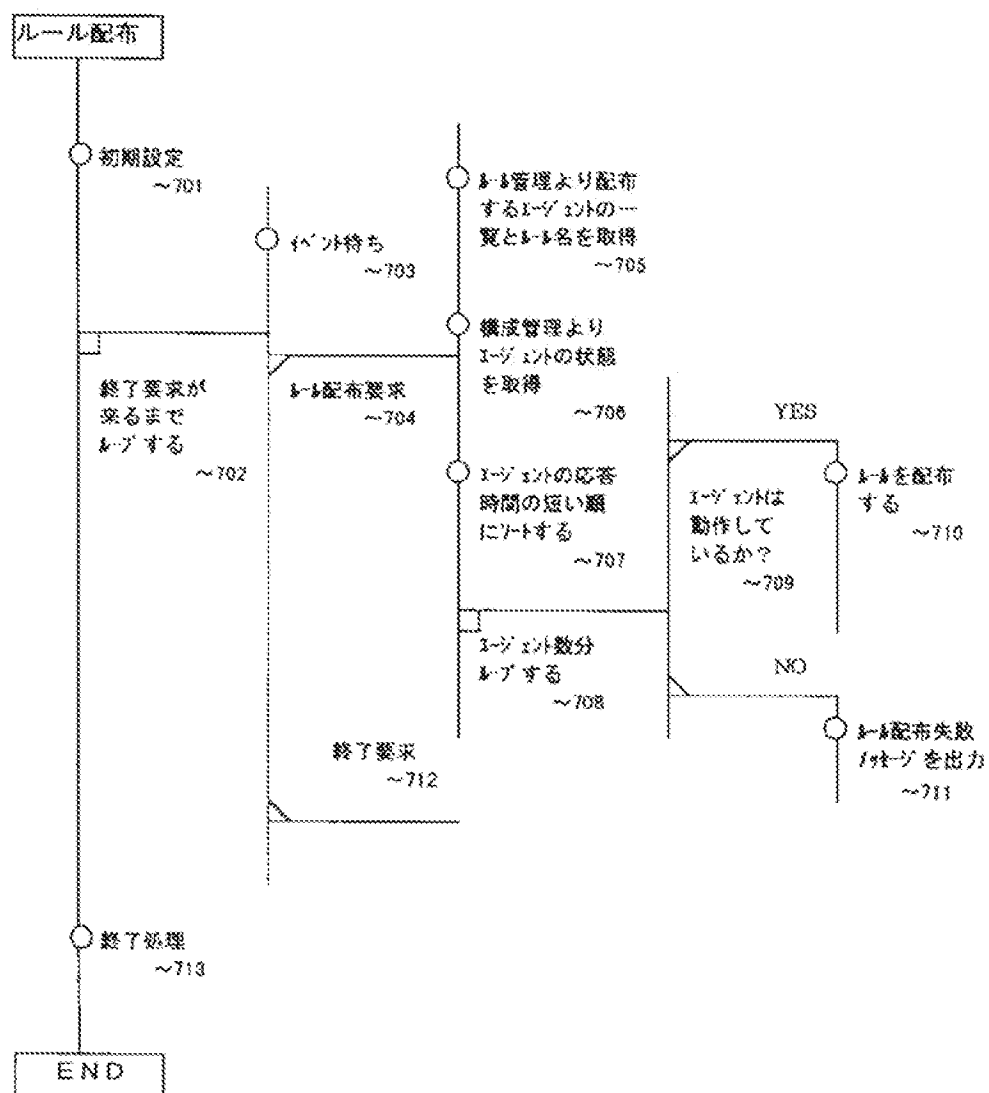 ルール配布
初期設定
～701
イベント待ち
～703
終了要求が
来るまで
ループする
～702
ルール配布要求
～704
ルール管理より配布
するエージェントの一
覧とルール名を取得
～705
構成管理より
エージェントの状態
を取得
～706
エージェントの応答
時間の短い順
にソートする
～707
エージェント数分
ループする
～708
YES
エージェントは
動作して
いるか?
～709
ルールを配布
する
～710
NO
ルール配布失敗
メッセージを出力
～711
終了要求
～712
終了処理
～713
END